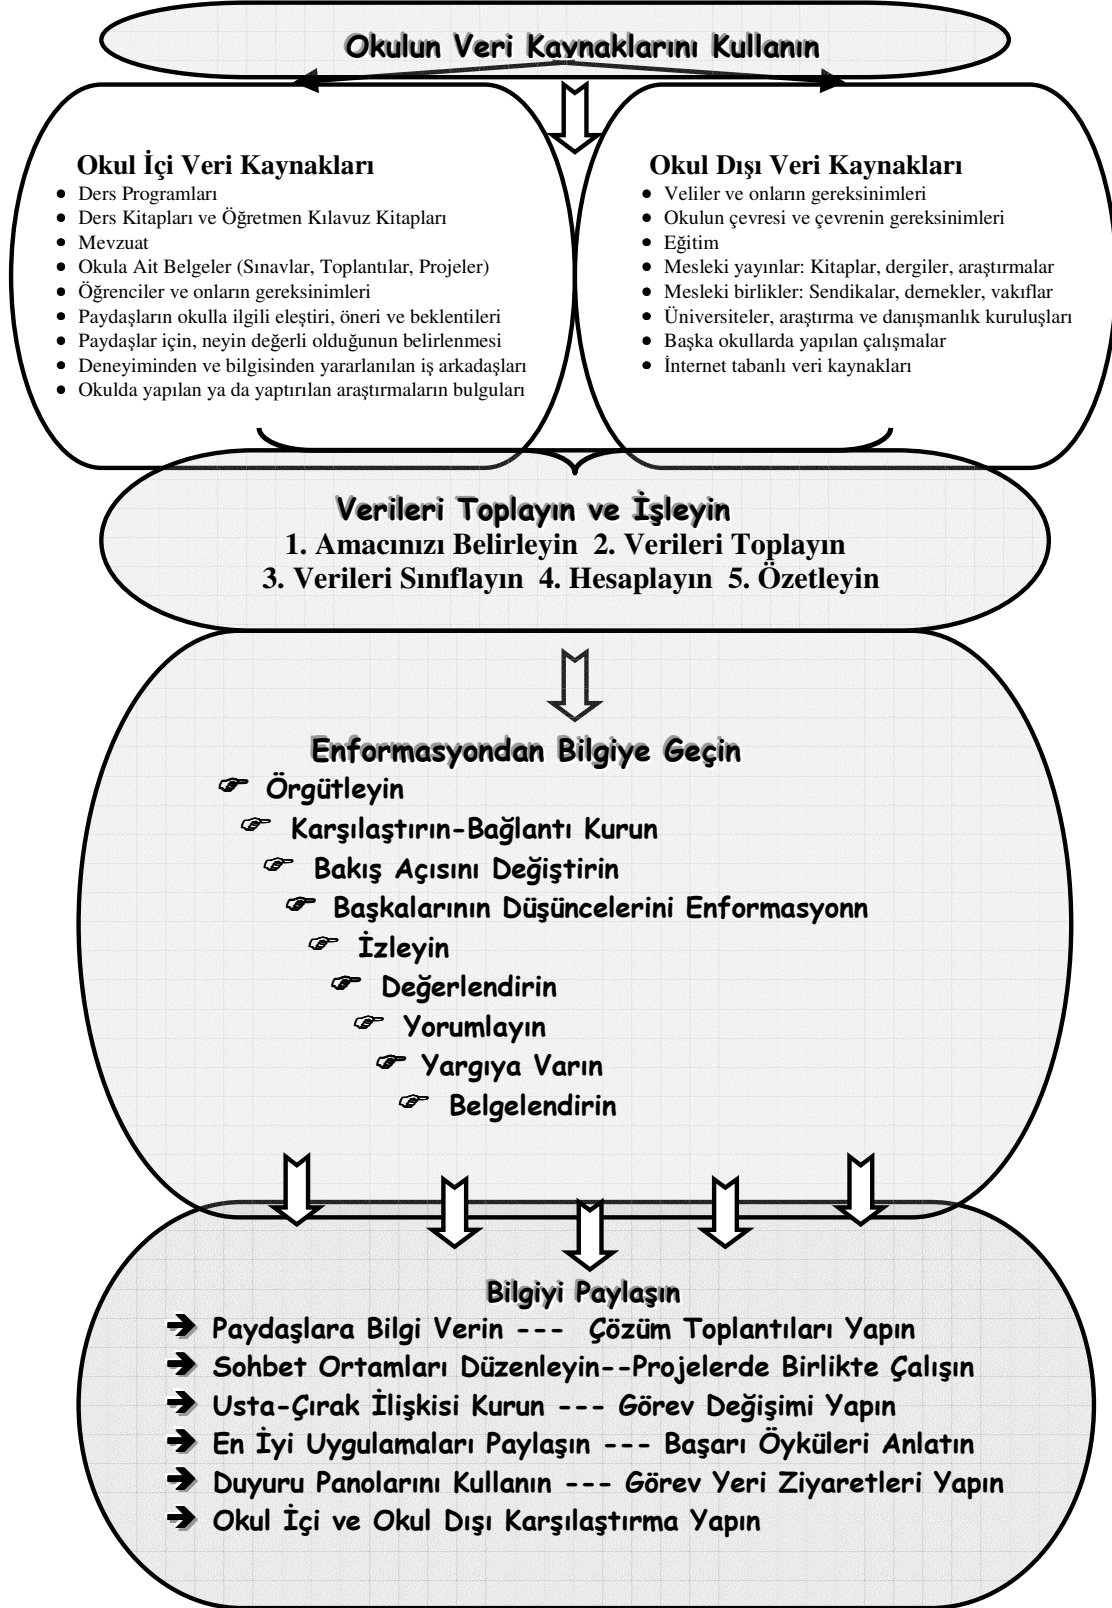 Okulun Veri Kaynaklarını Kullanın
Okul İçi Veri Kaynakları
• Ders Programları
• Ders Kitapları ve Öğretmen Kılavuz Kitapları
• Mevzuat
• Okula Ait Belgeler (Sınavlar, Toplantılar, Projeler)
• Öğrenciler ve onların gereksinimleri
• Paydaşların okulla ilgili eleştiri, öneri ve beklentileri
• Paydaşlar için, neyin değerli olduğunun belirlenmesi
• Deneyiminden ve bilgisinden yararlanılan iş arkadaşları
• Okulda yapılan ya da yaptırılan araştırmaların bulguları
Okul Dışı Veri Kaynakları
• Veliler ve onların gereksinimleri
• Okulun çevresi ve çevrenin gereksinimleri
• Eğitim
• Mesleki yayınlar: Kitaplar, dergiler, araştırmalar
• Mesleki birlikler: Sendikalar, dernekler, vakıflar
• Üniversiteler, araştırma ve danışmanlık kuruluşları
• Başka okullarda yapılan çalışmalar
• İnternet tabanlı veri kaynakları
Verileri Toplayın ve İşleyin
1. Amacınızı Belirleyin 2. Verileri Toplayın
3. Verileri Sınıflayın 4. Hesaplayın 5. Özetleyin
Enformasyondan Bilgiye Geçin
Örgütleyin
Karşılaştırın-Bağlantı Kurun
Bakış Açısını Değiştirin
Başkalarının Düşüncelerini Enformasyonn
İzleyin
Değerlendirin
Yorumlayın
Yargıya Varın
Belgelendirin
Bilgiyi Paylaşın
Paydaşlara Bilgi Verin --- Çözüm Toplantıları Yapın
Sohbet Ortamları Düzenleyin--Projelerde Birlikte Çalışın
Usta-Çırak İlişkisi Kurun --- Görev Değişimi Yapın
En İyi Uygulamaları Paylaşın --- Başarı Öyküleri Anlatın
Duyuru Panolarını Kullanın --- Görev Yeri Ziyaretleri Yapın
Okul İçi ve Okul Dışı Karşılaştırma Yapın